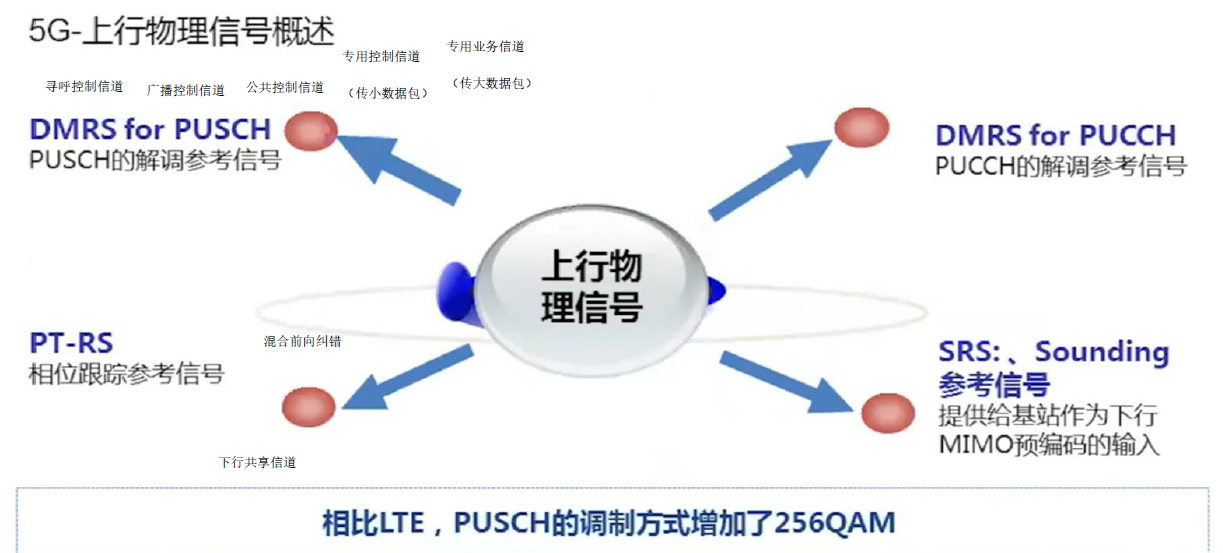 5G-上行物理信号概述
专用控制信道
专用业务信道
寻呼控制信道
广播控制信道
公共控制信道
（传小数据包）
（传大数据包）
DMRS for PUSCH
PUSCH的解调参考信号
DMRS for PUCCH
PUCCH的解调参考信号
上行物
理信号
PT-RS
相位跟踪参考信号
混合前向纠错
SRS:、Sounding
参考信号
提供给基站作为下行
MIMO预编码的输入
下行共享信道
相比LTE，PUSCH的调制方式增加了256QAM